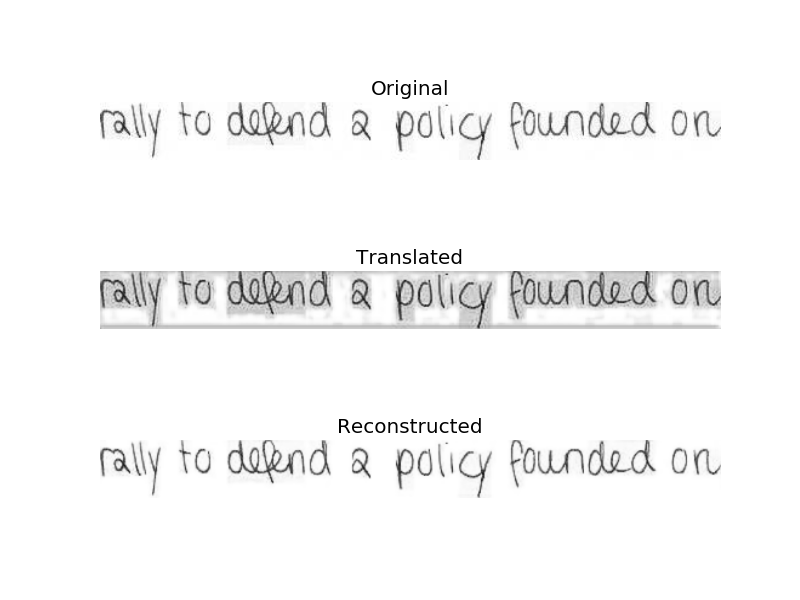 Original
rally to defend a policy founded on
Translated
rally to defend a policy founded on
Reconstructed
rally to defend a policy founded on